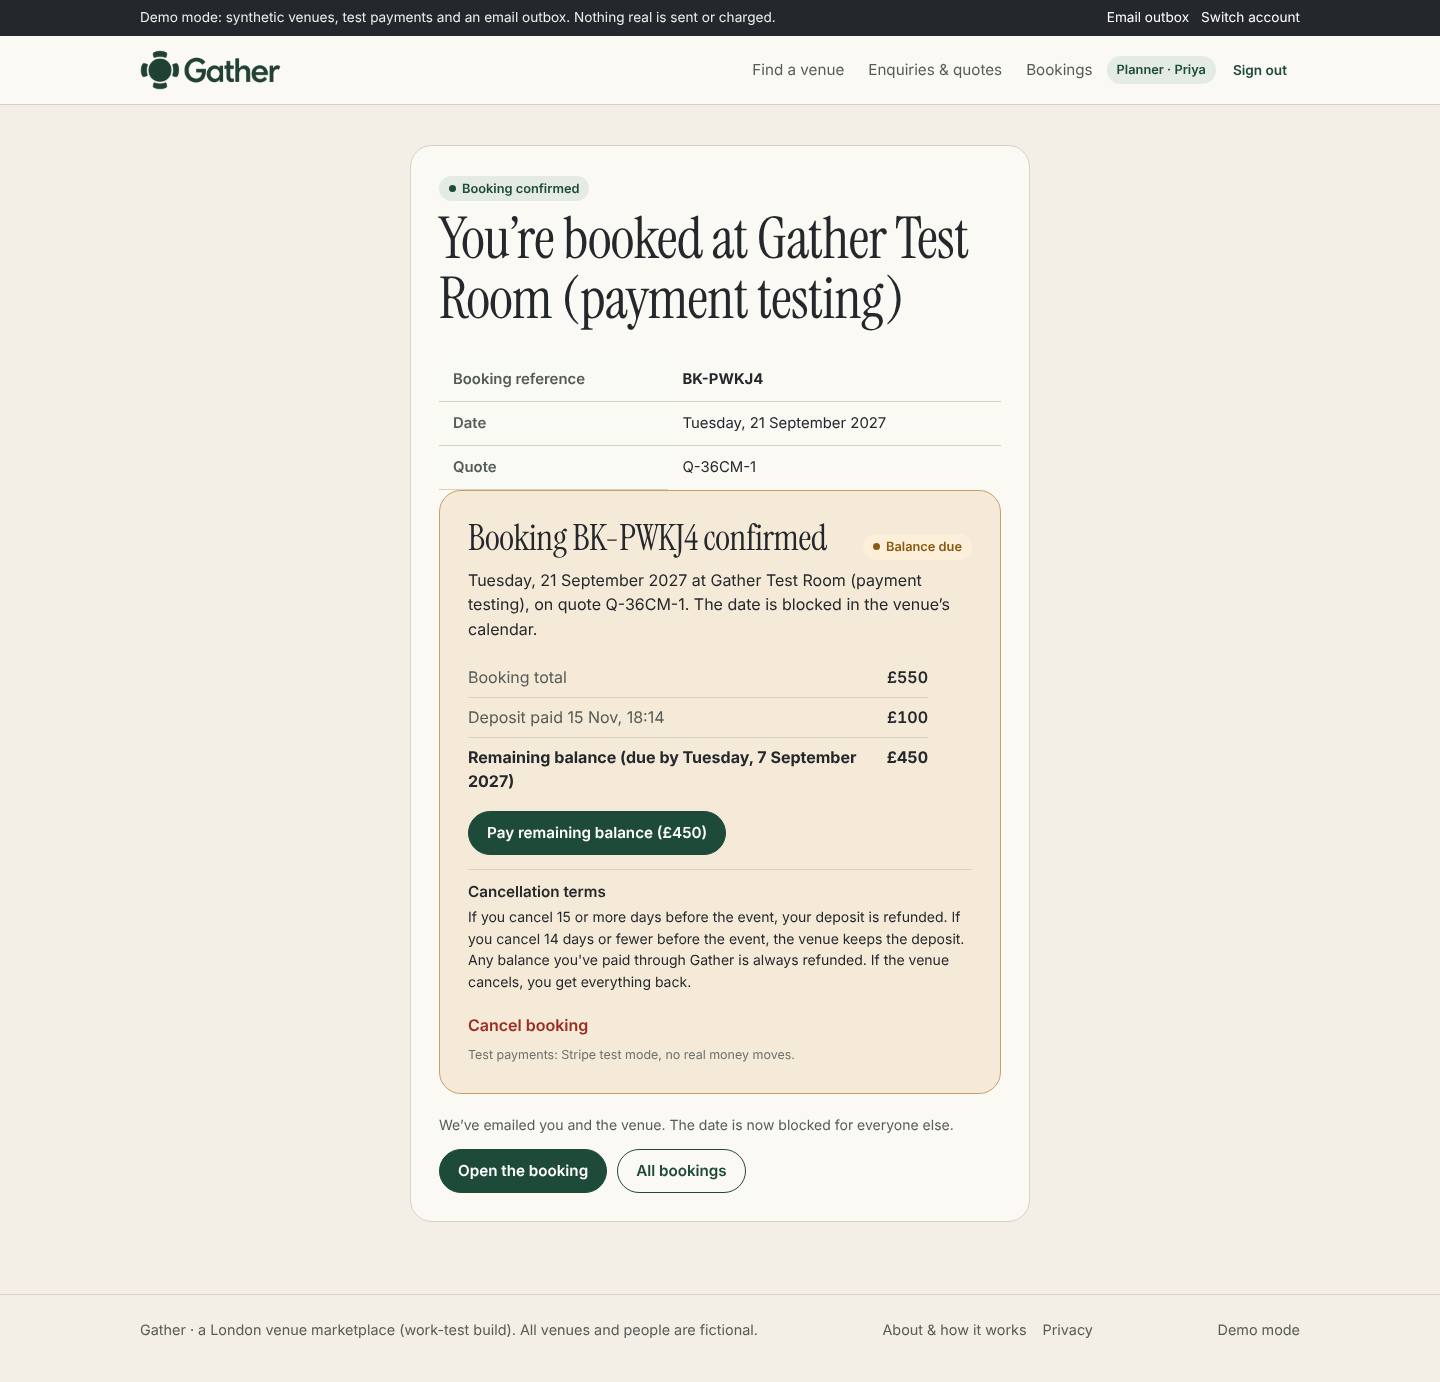 Demo mode: synthetic venues, test payments and an email outbox. Nothing real is sent or charged.
Email outbox Switch account
Gather
Find a venue Enquiries & quotes Bookings Planner · Priya Sign out
Booking confirmed
You’re booked at Gather Test
Room (payment testing)
Booking reference BK-PWKJ4
Date Tuesday, 21 September 2027
Quote Q-36CM-1
Booking BK-PWKJ4 confirmed
Balance due
Tuesday, 21 September 2027 at Gather Test Room (payment
testing), on quote Q-36CM-1. The date is blocked in the venue’s
calendar.
Booking total £550
Deposit paid 15 Nov, 18:14 £100
Remaining balance (due by Tuesday, 7 September £450
2027)
Pay remaining balance (£450)
Cancellation terms
If you cancel 15 or more days before the event, your deposit is refunded. If
you cancel 14 days or fewer before the event, the venue keeps the deposit.
Any balance you've paid through Gather is always refunded. If the venue
cancels, you get everything back.
Cancel booking
Test payments: Stripe test mode, no real money moves.
We’ve emailed you and the venue. The date is now blocked for everyone else.
Open the booking All bookings
Gather · a London venue marketplace (work-test build). All venues and people are fictional.
About & how it works Privacy
Demo mode